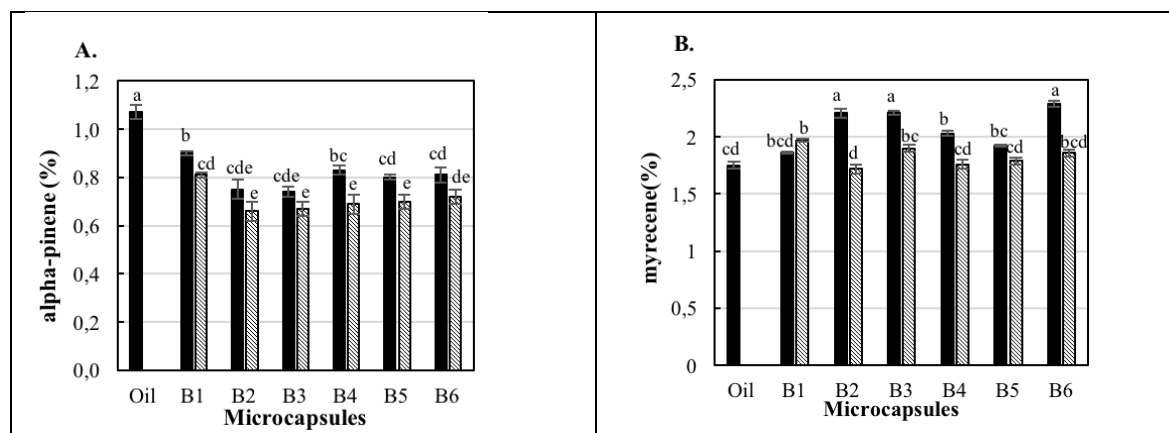 A.
alpha-pinene (%)
1,2
1,0
0,8
0,6
0,4
0,2
0,0
a
b
cd
cde
e
cde
e
bc
e
cd
e
cd
de
Oil B1 B2 B3 B4 B5 B6
Microcapsules
B.
myrecene(%)
2,5
2
1,5
1
0,5
0
cd
bcd
b
a
d
a
bc
b
cd
bc
cd
a
bcd
Oil B1 B2 B3 B4 B5 B6
Microcapsules